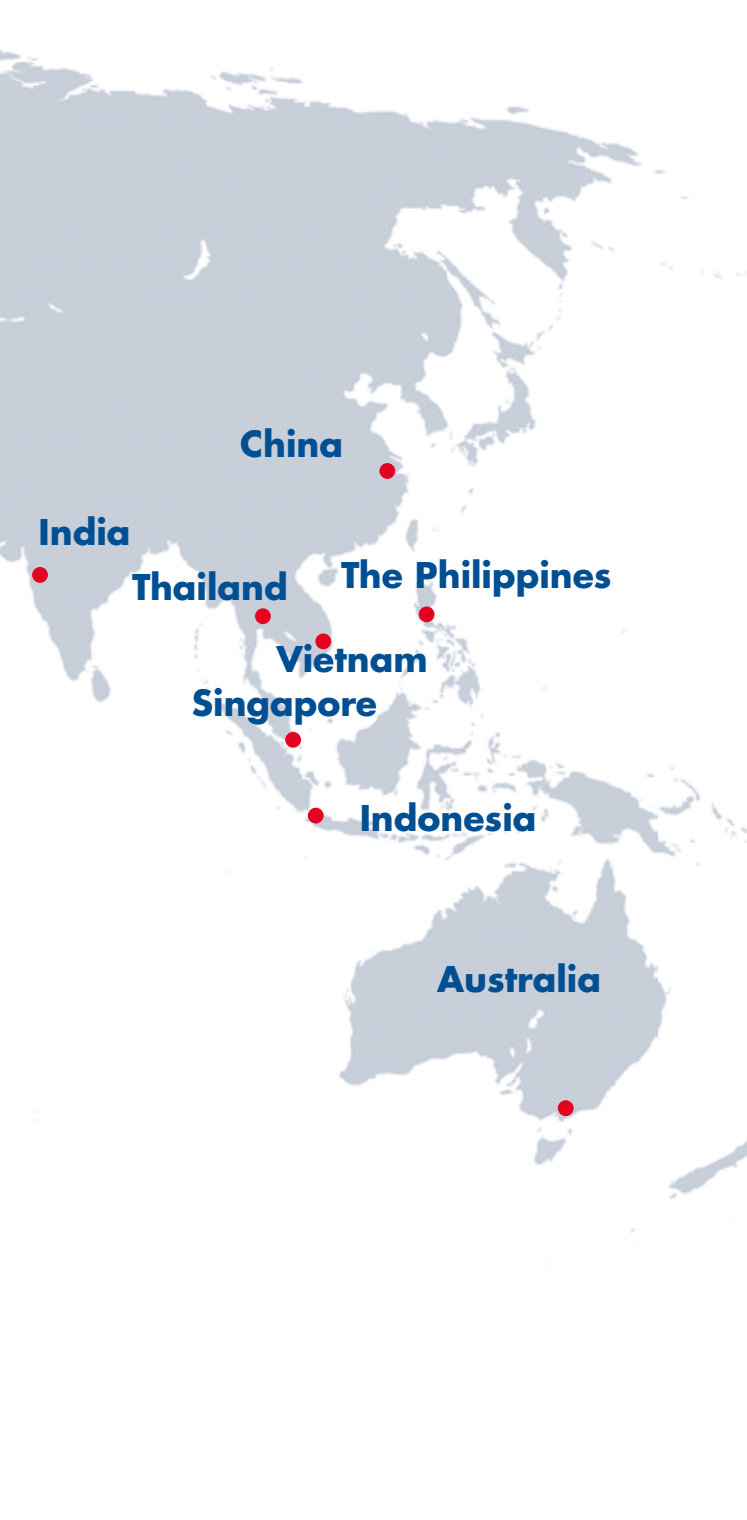 China
India
The Philippines
Thailand
Vietnam
Singapore
Indonesia
Australia